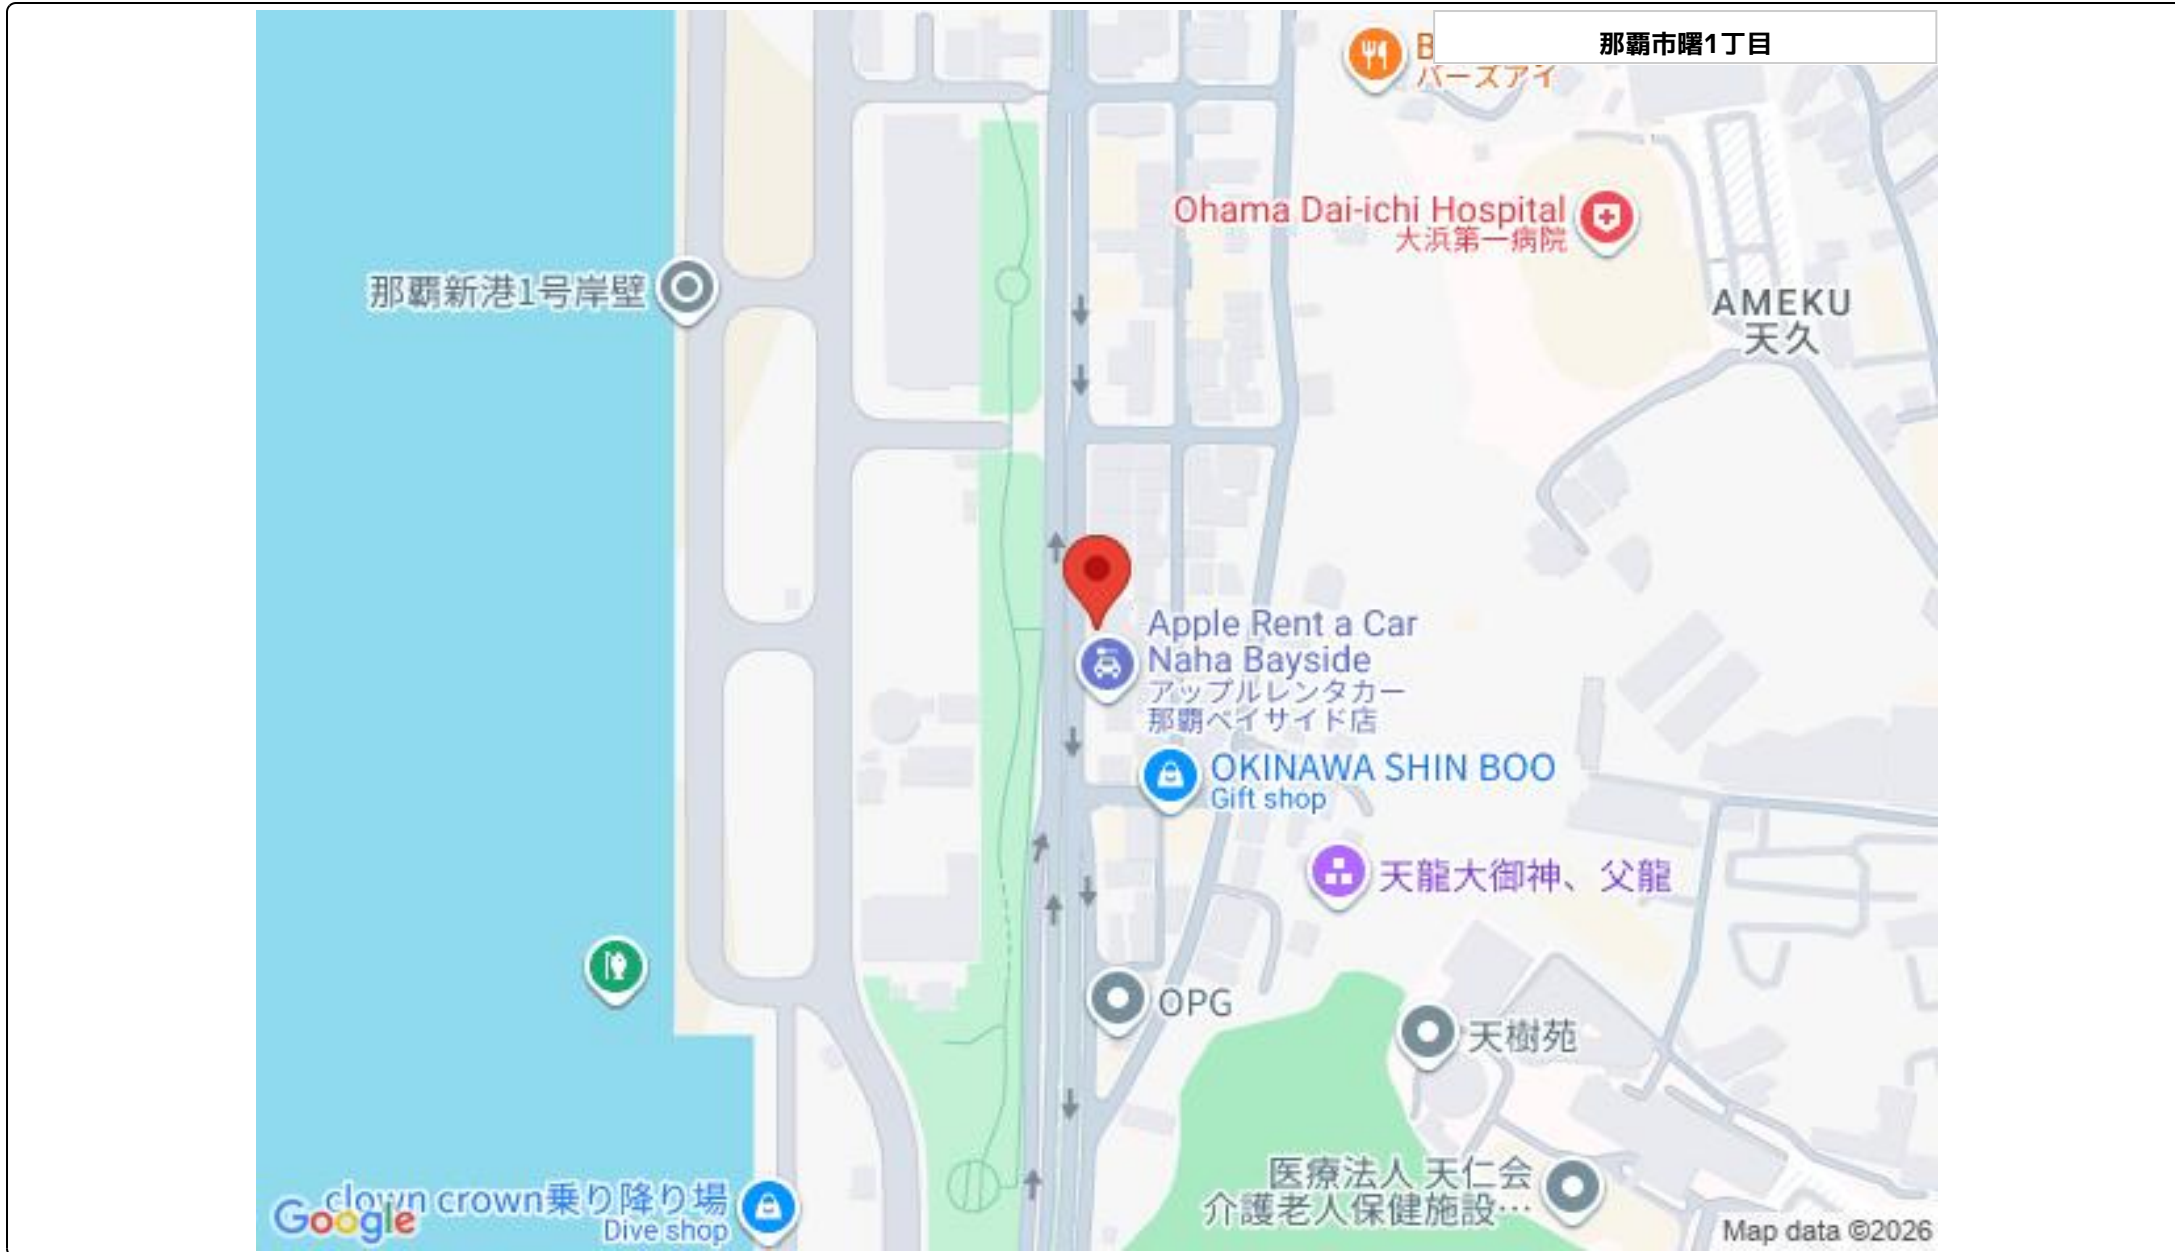 那覇市曙1丁目
バーズアイ
Ohama Dai-ichi Hospital
大浜第一病院
那覇新港1号岸壁
AMEKU
天久
Apple Rent a Car
Naha Bayside
アップルレンタカー
那覇ベイサイド店
OKINAWA SHIN BOO
Gift shop
天龍大御神、父龍
OPG
天樹苑
医療法人 天仁会
介護老人保健施設…
clown crown乗り降り場
Dive shop
Google
Map data ©2026